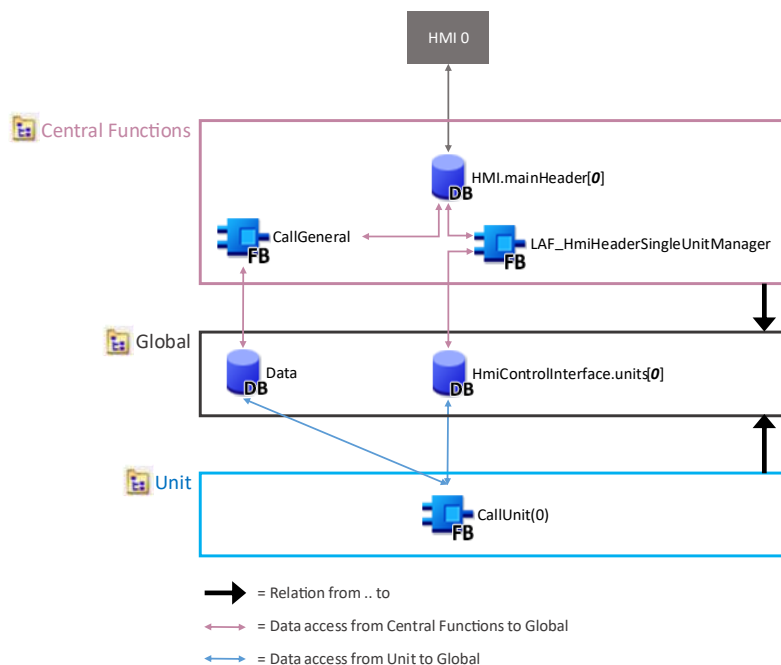 HMI 0
Central Functions
HMI.mainHeader[0]
DB
CallGeneral
FB
LAF_HmiHeaderSingleUnitManager
FB
Global
Data
DB
HmiControlInterface.units[0]
DB
Unit
CallUnit(0)
FB
= Relation from .. to
= Data access from Central Functions to Global
= Data access from Unit to Global